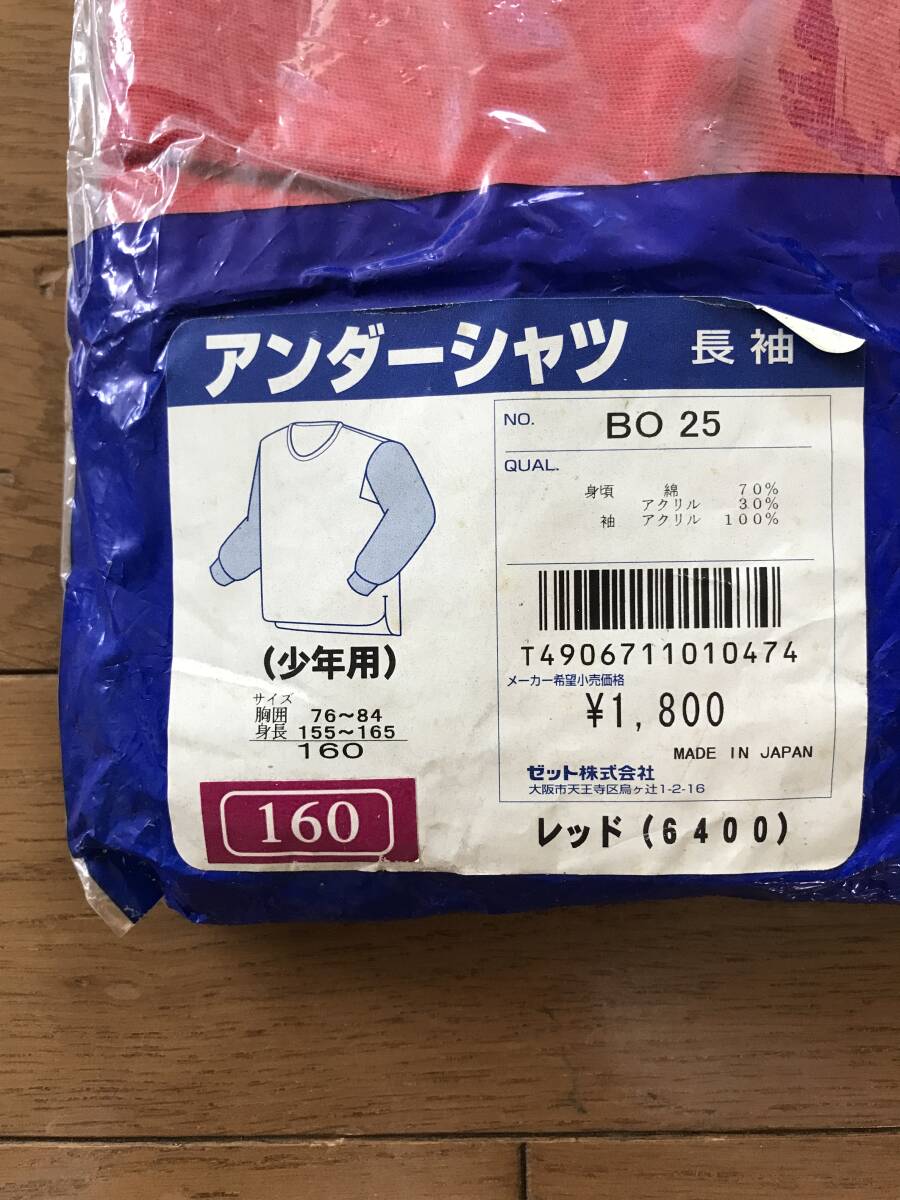 アンダーシャツ 長袖
(少年用)
サイズ
胸囲 76～84
身長 155～165
160
160
NO. BO 25
QUAL.
身頃 綿 70%
アクリル 30%
袖 アクリル 100%
T4906711010474
メーカー希望小売価格
¥1,800
MADE IN JAPAN
ゼット株式会社
大阪市天王寺区烏ヶ辻1-2-16
レッド(6400)